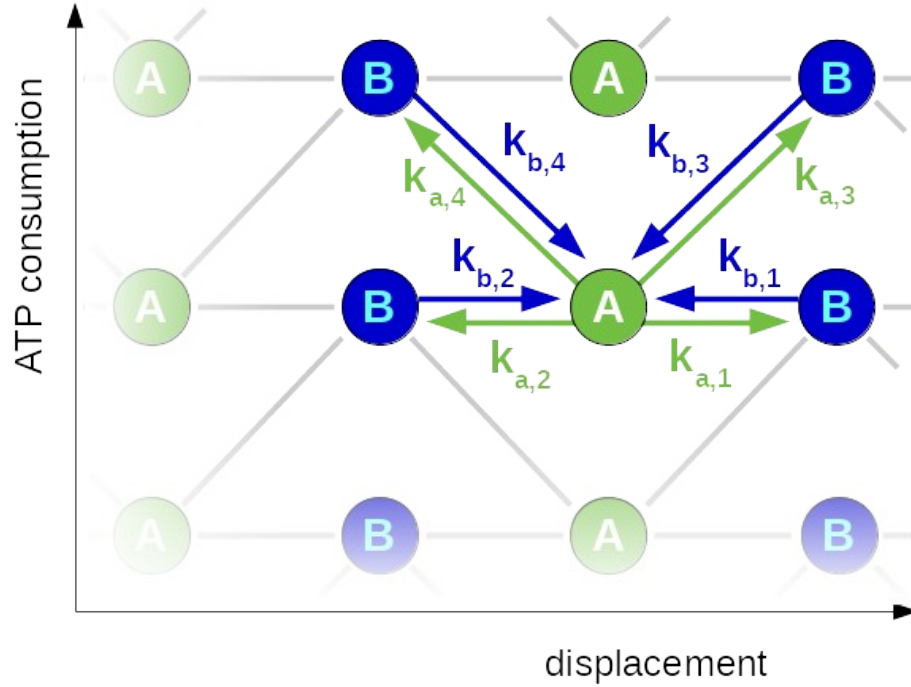 A B A B
k b,4 k b,3
k a,4 k a,3
ATP consumption
k b,2 k b,1
A B A B
k a,2 k a,1
A B A B
displacement